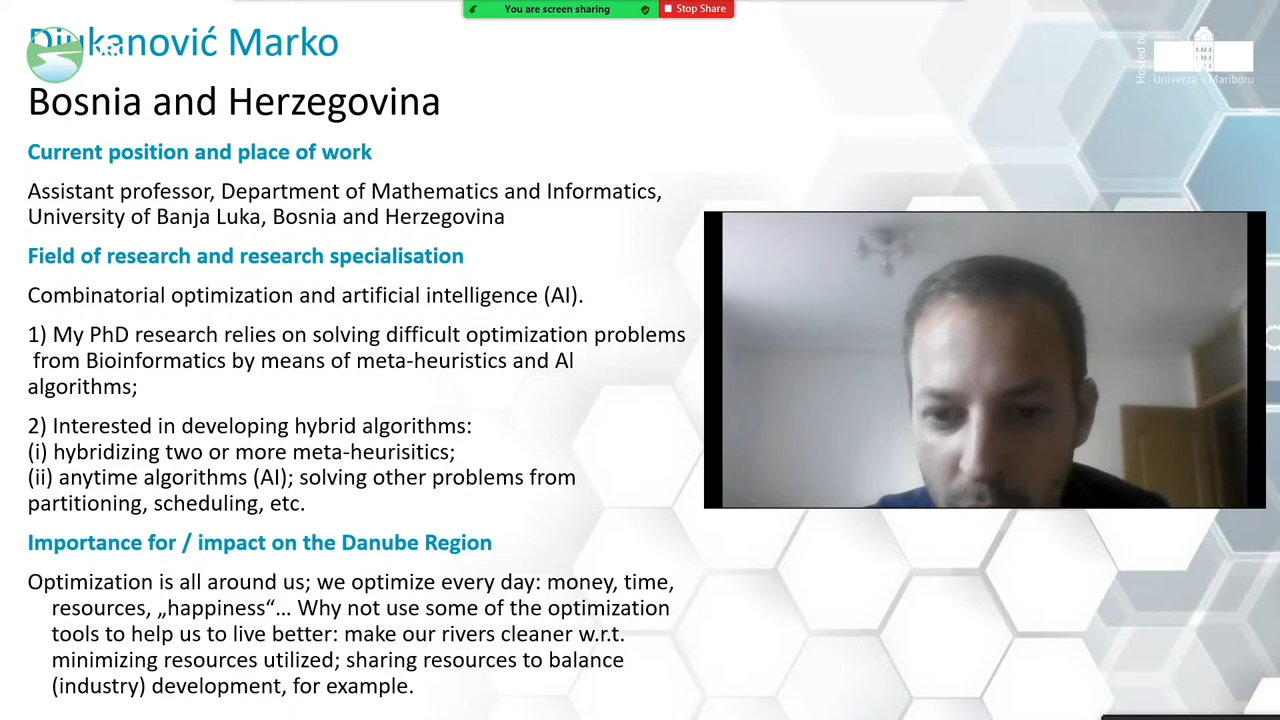 You are screen sharing
Stop Share
Djukanović Marko
Hosted by:
Univerza v Mariboru
Bosnia and Herzegovina
Current position and place of work
Assistant professor, Department of Mathematics and Informatics,
University of Banja Luka, Bosnia and Herzegovina
Field of research and research specialisation
Combinatorial optimization and artificial intelligence (AI).
1) My PhD research relies on solving difficult optimization problems
from Bioinformatics by means of meta-heuristics and AI
algorithms;
2) Interested in developing hybrid algorithms:
(i) hybridizing two or more meta-heurisitics;
(ii) anytime algorithms (AI); solving other problems from
partitioning, scheduling, etc.
Importance for / impact on the Danube Region
Optimization is all around us; we optimize every day: money, time,
resources, „happiness“... Why not use some of the optimization
tools to help us to live better: make our rivers cleaner w.r.t.
minimizing resources utilized; sharing resources to balance
(industry) development, for example.